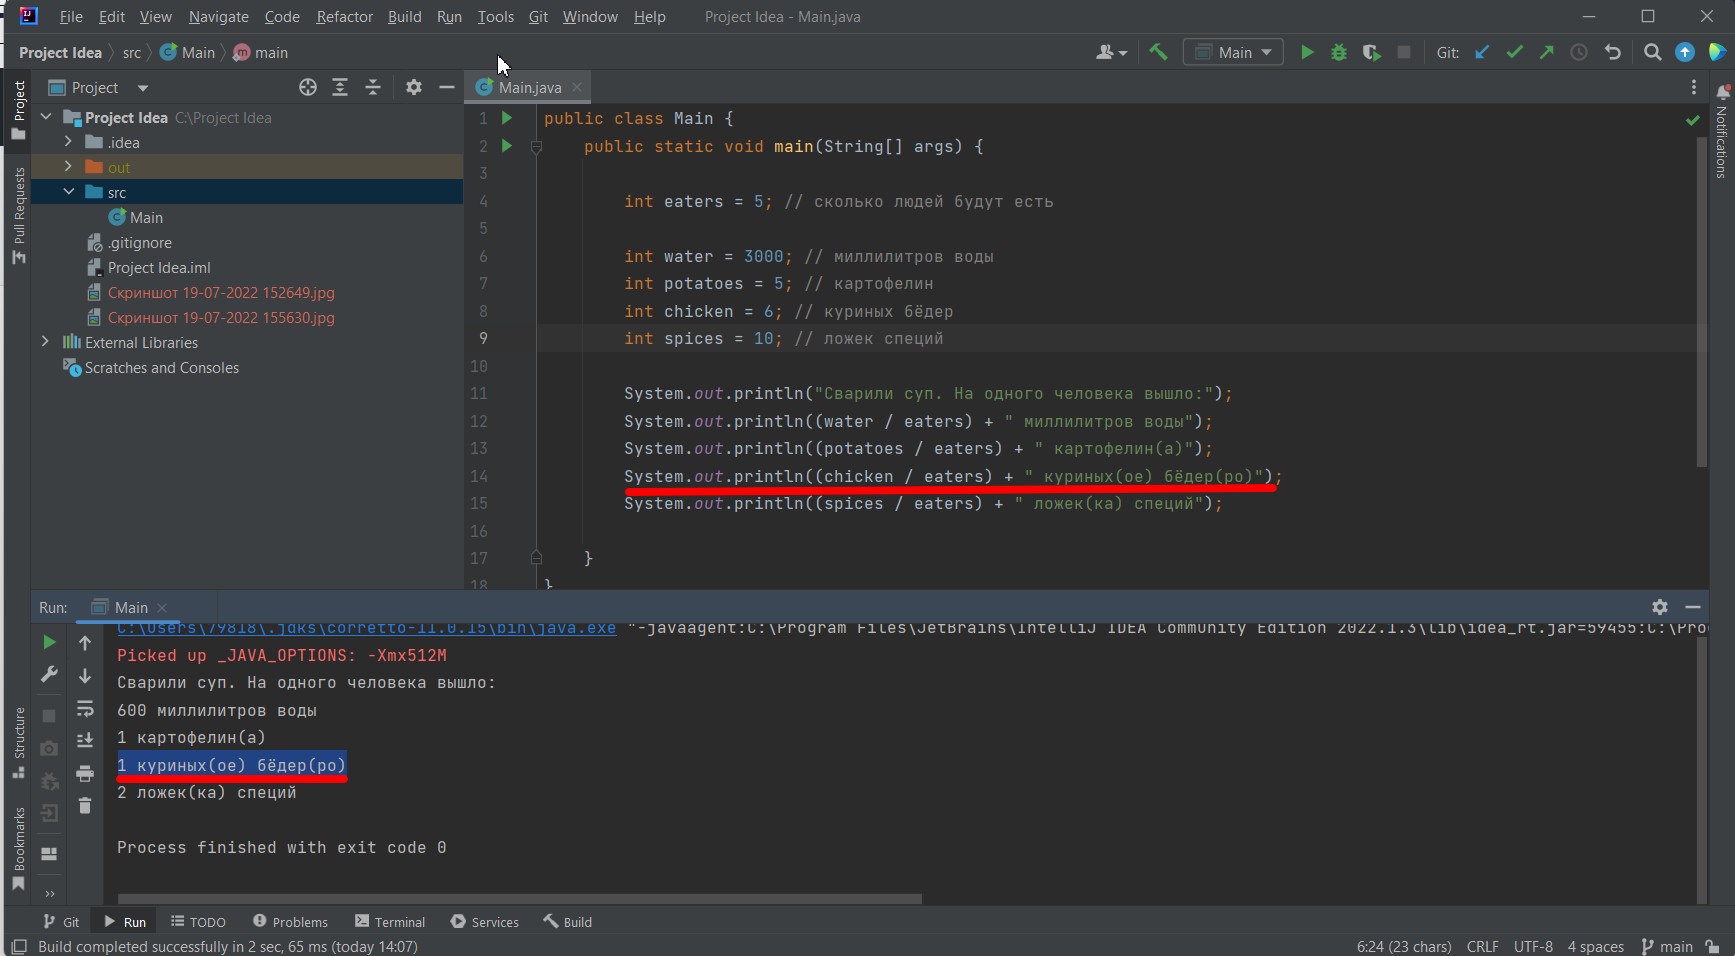 File Edit View Navigate Code Refactor Build Run Tools Git Window Help Project Idea - Main.java
Project Idea src Main main
Main Git:
Project
Main.java
Project
Pull Requests
Structure
Bookmarks
Notifications
Project Idea C:\Project Idea
.idea
out
src
Main
.gitignore
Project Idea.iml
Скриншот 19-07-2022 152649.jpg
Скриншот 19-07-2022 155630.jpg
External Libraries
Scratches and Consoles
1 public class Main {
2 public static void main(String[] args) {
3
4 int eaters = 5; // сколько людей будут есть
5
6 int water = 3000; // миллилитров воды
7 int potatoes = 5; // картофелин
8 int chicken = 6; // куриных бёдер
9 int spices = 10; // ложек специй
10
11 System.out.println("Сварили суп. На одного человека вышло:");
12 System.out.println((water / eaters) + " миллилитров воды");
13 System.out.println((potatoes / eaters) + " картофелин(а)");
14 System.out.println((chicken / eaters) + " куриных(ое) бёдер(ро)");
15 System.out.println((spices / eaters) + " ложек(ка) специй");
16
17 }
18 }
Run: Main
C:\Users\79818\.jdks\corretto-11.0.15\bin\java.exe "-javaagent:C:\Program Files\JetBrains\IntelliJ IDEA Community Edition 2022.1.3\lib\idea_rt.jar=59455:C:\Pro
Picked up _JAVA_OPTIONS: -Xmx512M
Сварили суп. На одного человека вышло:
600 миллилитров воды
1 картофелин(а)
1 куриных(ое) бёдер(ро)
2 ложек(ка) специй
Process finished with exit code 0
Git Run TODO Problems Terminal Services Build
Build completed successfully in 2 sec, 65 ms (today 14:07) 6:24 (23 chars) CRLF UTF-8 4 spaces main